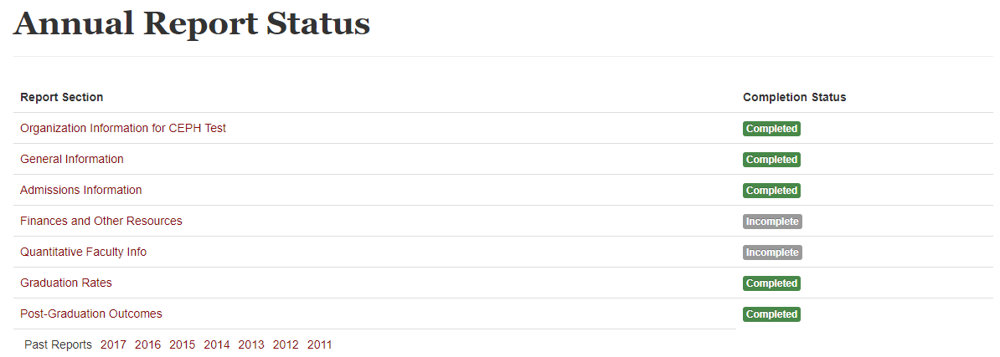 Annual Report Status
Report Section Completion Status
Organization Information for CEPH Test Completed
General Information Completed
Admissions Information Completed
Finances and Other Resources Incomplete
Quantitative Faculty Info Incomplete
Graduation Rates Completed
Post-Graduation Outcomes Completed
Past Reports 2017 2016 2015 2014 2013 2012 2011